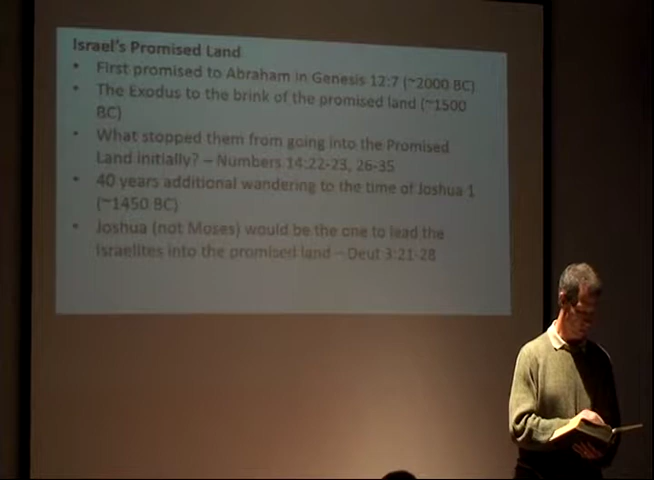 Israel's Promised Land
• First promised to Abraham in Genesis 12:7 (~2000 BC)
• The Exodus to the brink of the promised land (~1500
BC)
• What stopped them from going into the Promised
Land initially? – Numbers 14:22-23, 26-35
• 40 years additional wandering to the time of Joshua 1
(~1450 BC)
• Joshua (not Moses) would be the one to lead the
Israelites into the promised land – Deut 3:21-28